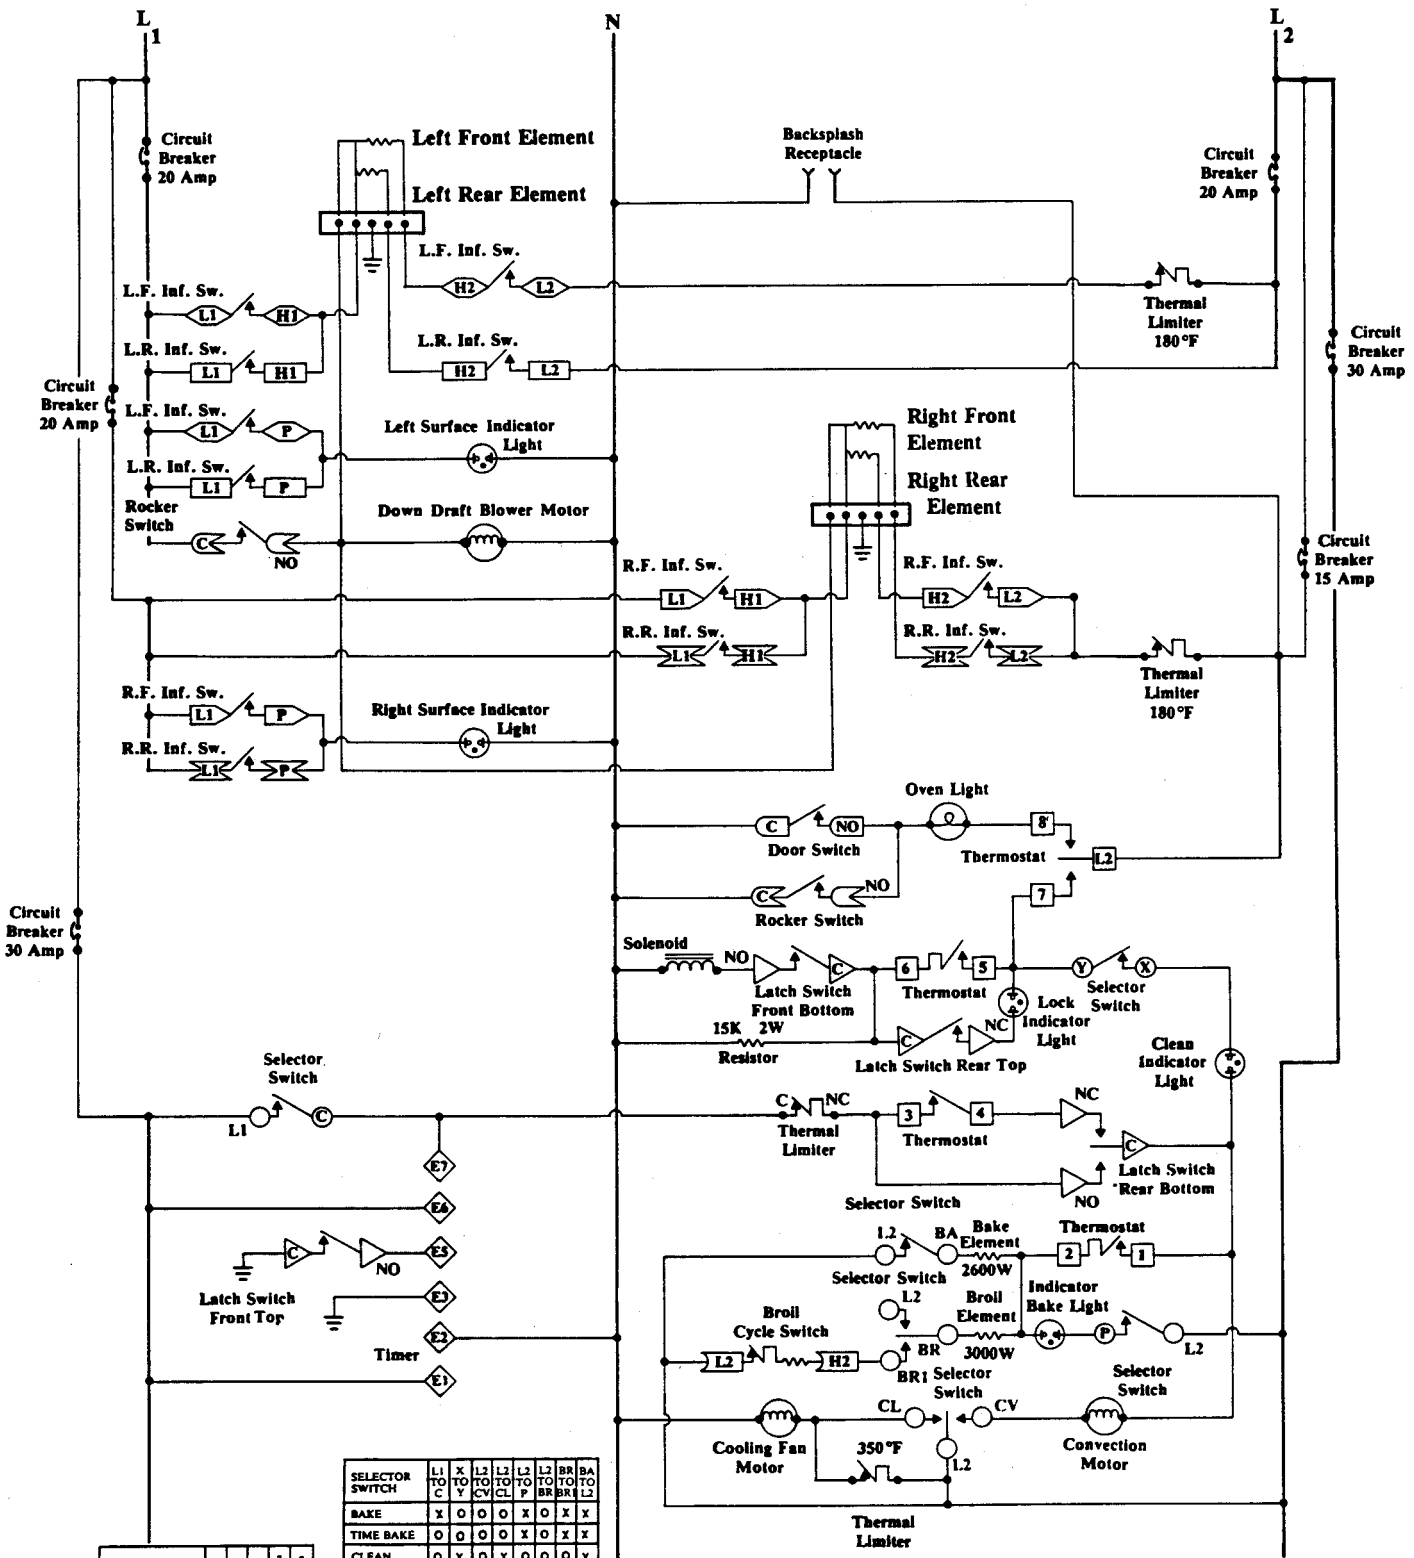 L1
N
L2
Circuit
Breaker
20 Amp
Left Front Element
Left Rear Element
Backsplash
Receptacle
Circuit
Breaker
20 Amp
L.F. Inf. Sw.
H2
L2
L.F. Inf. Sw.
L1
H1
Thermal
Limiter
180°F
L.R. Inf. Sw.
L1
H1
L.R. Inf. Sw.
H2
L2
Circuit
Breaker
30 Amp
Circuit
Breaker
20 Amp
L.F. Inf. Sw.
L1
P
Left Surface Indicator
Light
Right Front
Element
L.R. Inf. Sw.
L1
P
Right Rear
Element
Rocker
Switch
C
NO
Down Draft Blower Motor
Circuit
Breaker
15 Amp
R.F. Inf. Sw.
L1
H1
R.F. Inf. Sw.
H2
L2
R.R. Inf. Sw.
L1
H1
R.R. Inf. Sw.
H2
L2
Thermal
Limiter
180°F
R.F. Inf. Sw.
L1
P
Right Surface Indicator
Light
R.R. Inf. Sw.
L1
P
Oven Light
C
NO
8
Door Switch
Thermostat
L2
7
C
NO
Rocker Switch
Circuit
Breaker
30 Amp
Solenoid
NO
C
6
5
Y
X
Latch Switch
Front Bottom
Thermostat
Selector
Switch
Lock
Indicator
Light
15K 2W
Resistor
C
NC
Latch Switch Rear Top
Clean
Indicator
Light
Selector
Switch
L1
C
C
NC
Thermal
Limiter
3
4
Thermostat
NC
C
Latch Switch
Rear Bottom
NO
E7
E6
C
NO
E5
Latch Switch
Front Top
E3
Timer
E2
E1
Selector Switch
L2
BA
Bake
Element
2600W
Thermostat
2
1
Selector Switch
L2
Broil
Element
3000W
Indicator
Bake Light
P
L2
Broil
Cycle Switch
L2
H2
BR
BR1
Selector
Switch
Selector
Switch
CL
CV
L2
Cooling Fan
Motor
350°F
Convection
Motor
Thermal
Limiter
SELECTOR SWITCH L1 TO C X TO Y L2 TO CV L2 TO CL L2 TO P L2 TO BR BR TO BR1 BA TO L2
BAKE X O O O X O X X
TIME BAKE O O O O X O X X
CLEAN O X O X O O O X